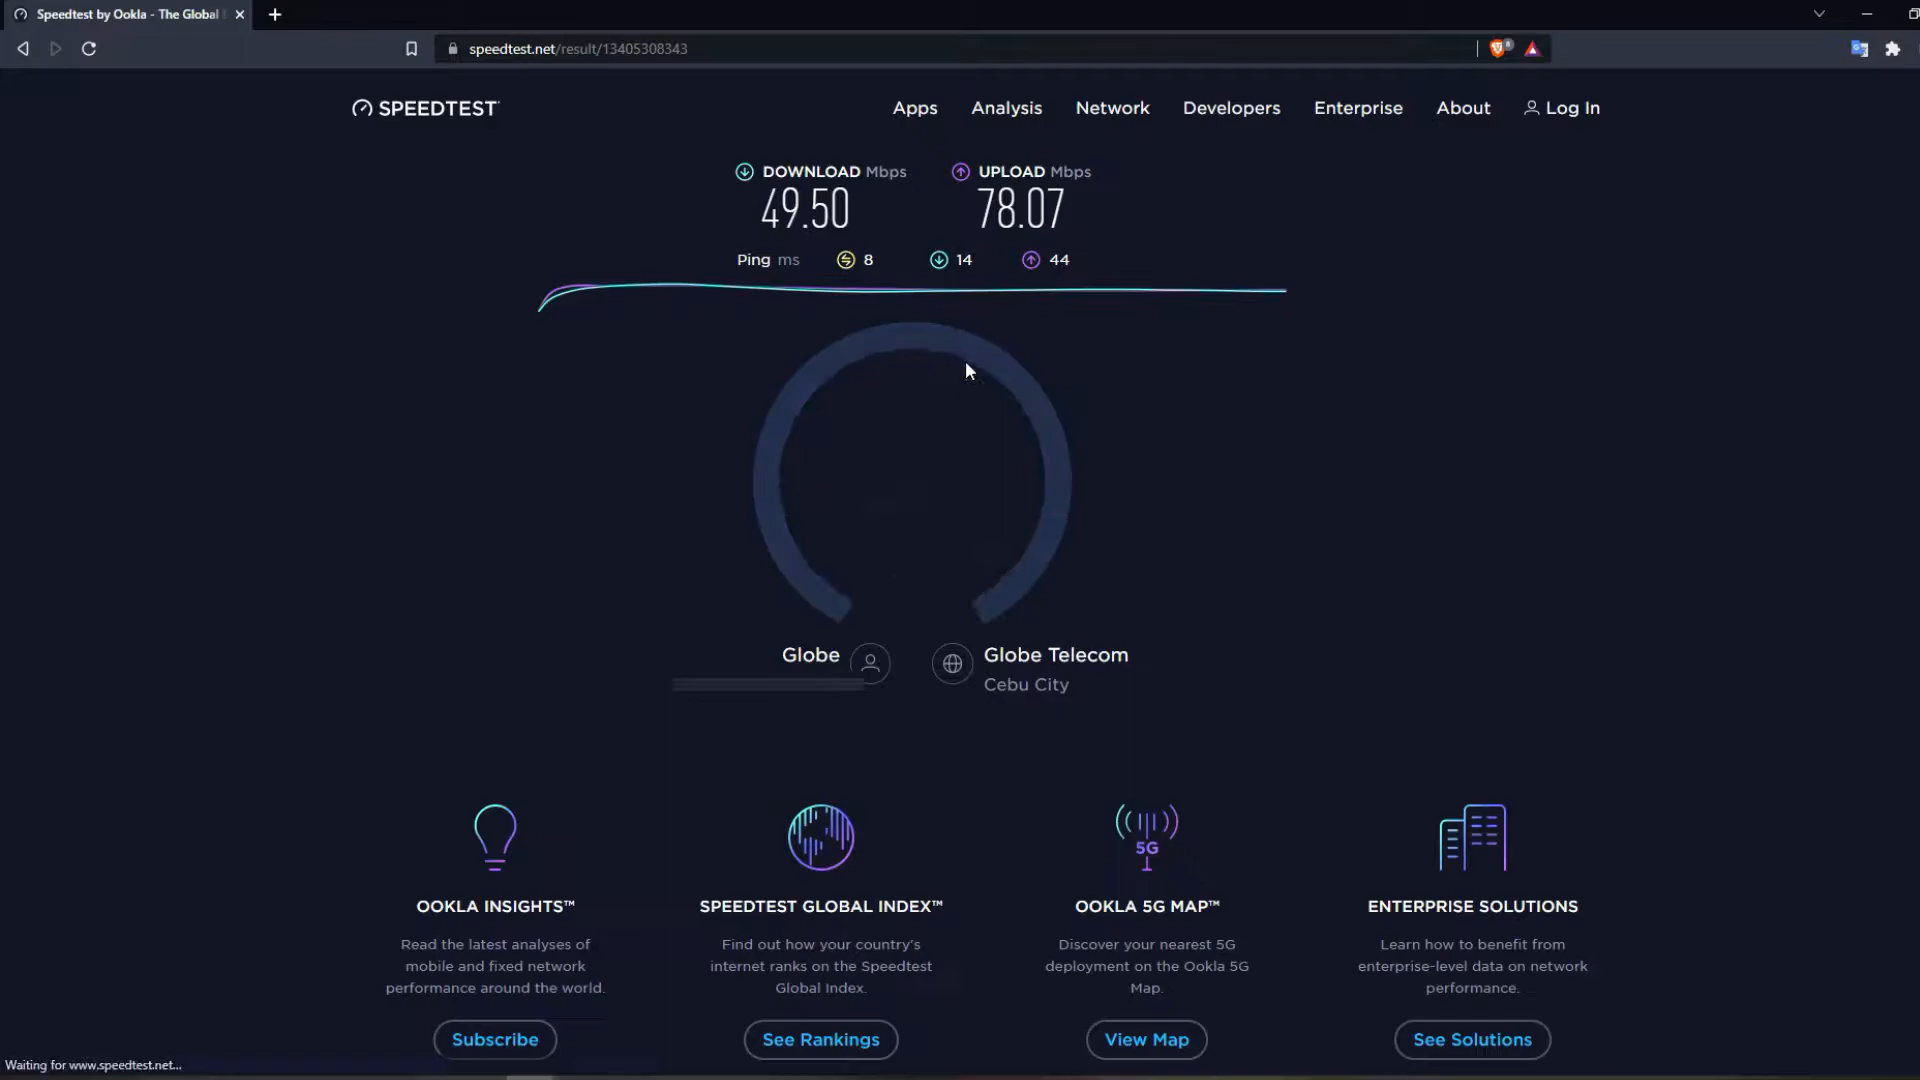 Speedtest by Ookla - The Global
speedtest.net/result/13405308343
8
SPEEDTEST
Apps
Analysis
Network
Developers
Enterprise
About
Log In
DOWNLOAD Mbps
49.50
UPLOAD Mbps
78.07
Ping ms
8
14
44
Globe
Globe Telecom
Cebu City
OOKLA INSIGHTS™
Read the latest analyses of
mobile and fixed network
performance around the world.
Subscribe
SPEEDTEST GLOBAL INDEX™
Find out how your country's
internet ranks on the Speedtest
Global Index.
See Rankings
5G
OOKLA 5G MAP™
Discover your nearest 5G
deployment on the Ookla 5G
Map.
View Map
ENTERPRISE SOLUTIONS
Learn how to benefit from
enterprise-level data on network
performance.
See Solutions
Waiting for www.speedtest.net...